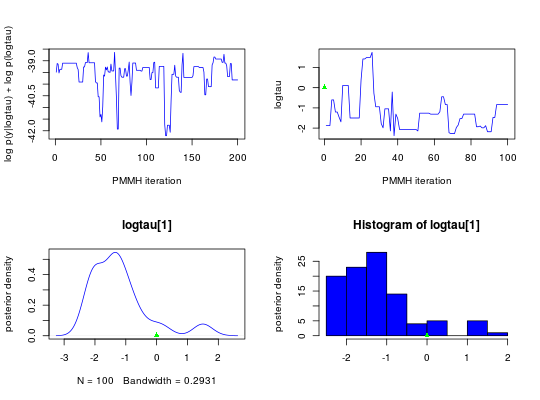 log p(y|logtau) + log p(logtau)
-39.0
-40.5
-42.0
0 50 100 150 200
PMMH iteration
logtau
1
0
-1
-2
0 20 40 60 80 100
PMMH iteration
logtau[1]
posterior density
0.4
0.2
0.0
-3 -2 -1 0 1 2
N = 100 Bandwidth = 0.2931
Histogram of logtau[1]
posterior density
25
15
5
0
-2 -1 0 1 2